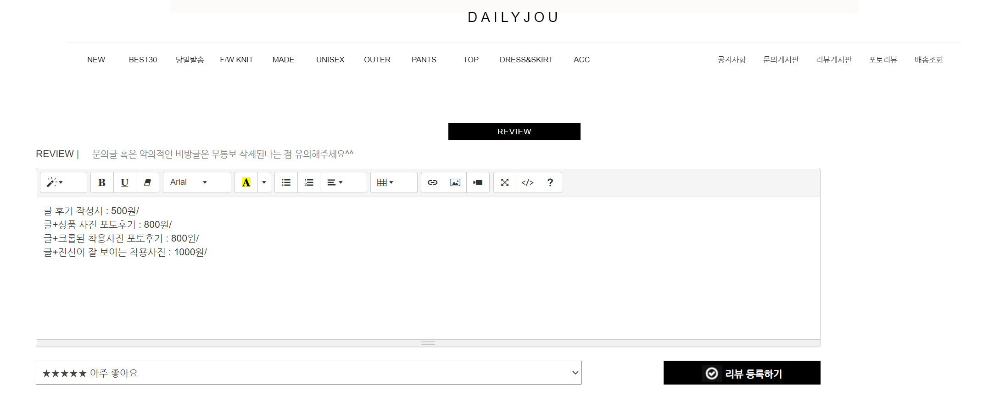 DAILYJOU
NEW BEST30 당일발송 F/W KNIT MADE UNISEX OUTER PANTS TOP DRESS&SKIRT ACC 공지사항 문의게시판 리뷰게시판 포토리뷰 배송조회
REVIEW
REVIEW | 문의글 혹은 악의적인 비방글은 무통보 삭제된다는 점 유의해주세요^^
B U Arial A </> ?
글 후기 작성시 : 500원/
글+상품 사진 포토후기 : 800원/
글+크롭된 착용사진 포토후기 : 800원/
글+전신이 잘 보이는 착용사진 : 1000원/
★★★★★ 아주 좋아요
리뷰 등록하기